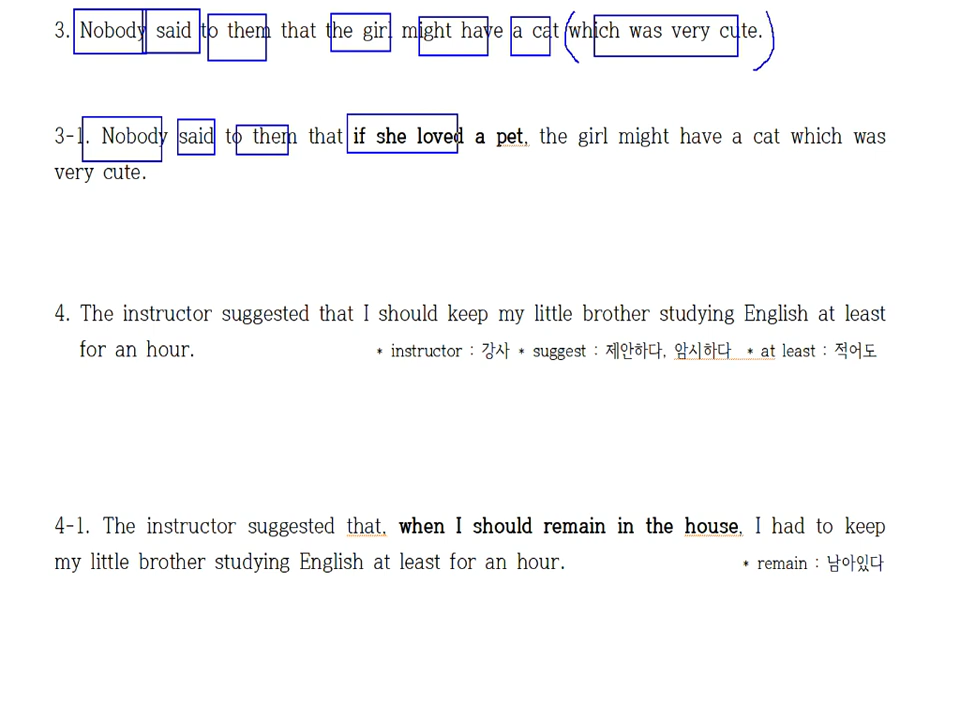 3. Nobody said to them that the girl might have a cat (which was very cute.)
3-1. Nobody said to them that if she loved a pet, the girl might have a cat which was
very cute.
4. The instructor suggested that I should keep my little brother studying English at least
for an hour. * instructor : 강사 * suggest : 제안하다, 암시하다 * at least : 적어도
4-1. The instructor suggested that, when I should remain in the house, I had to keep
my little brother studying English at least for an hour. * remain : 남아있다